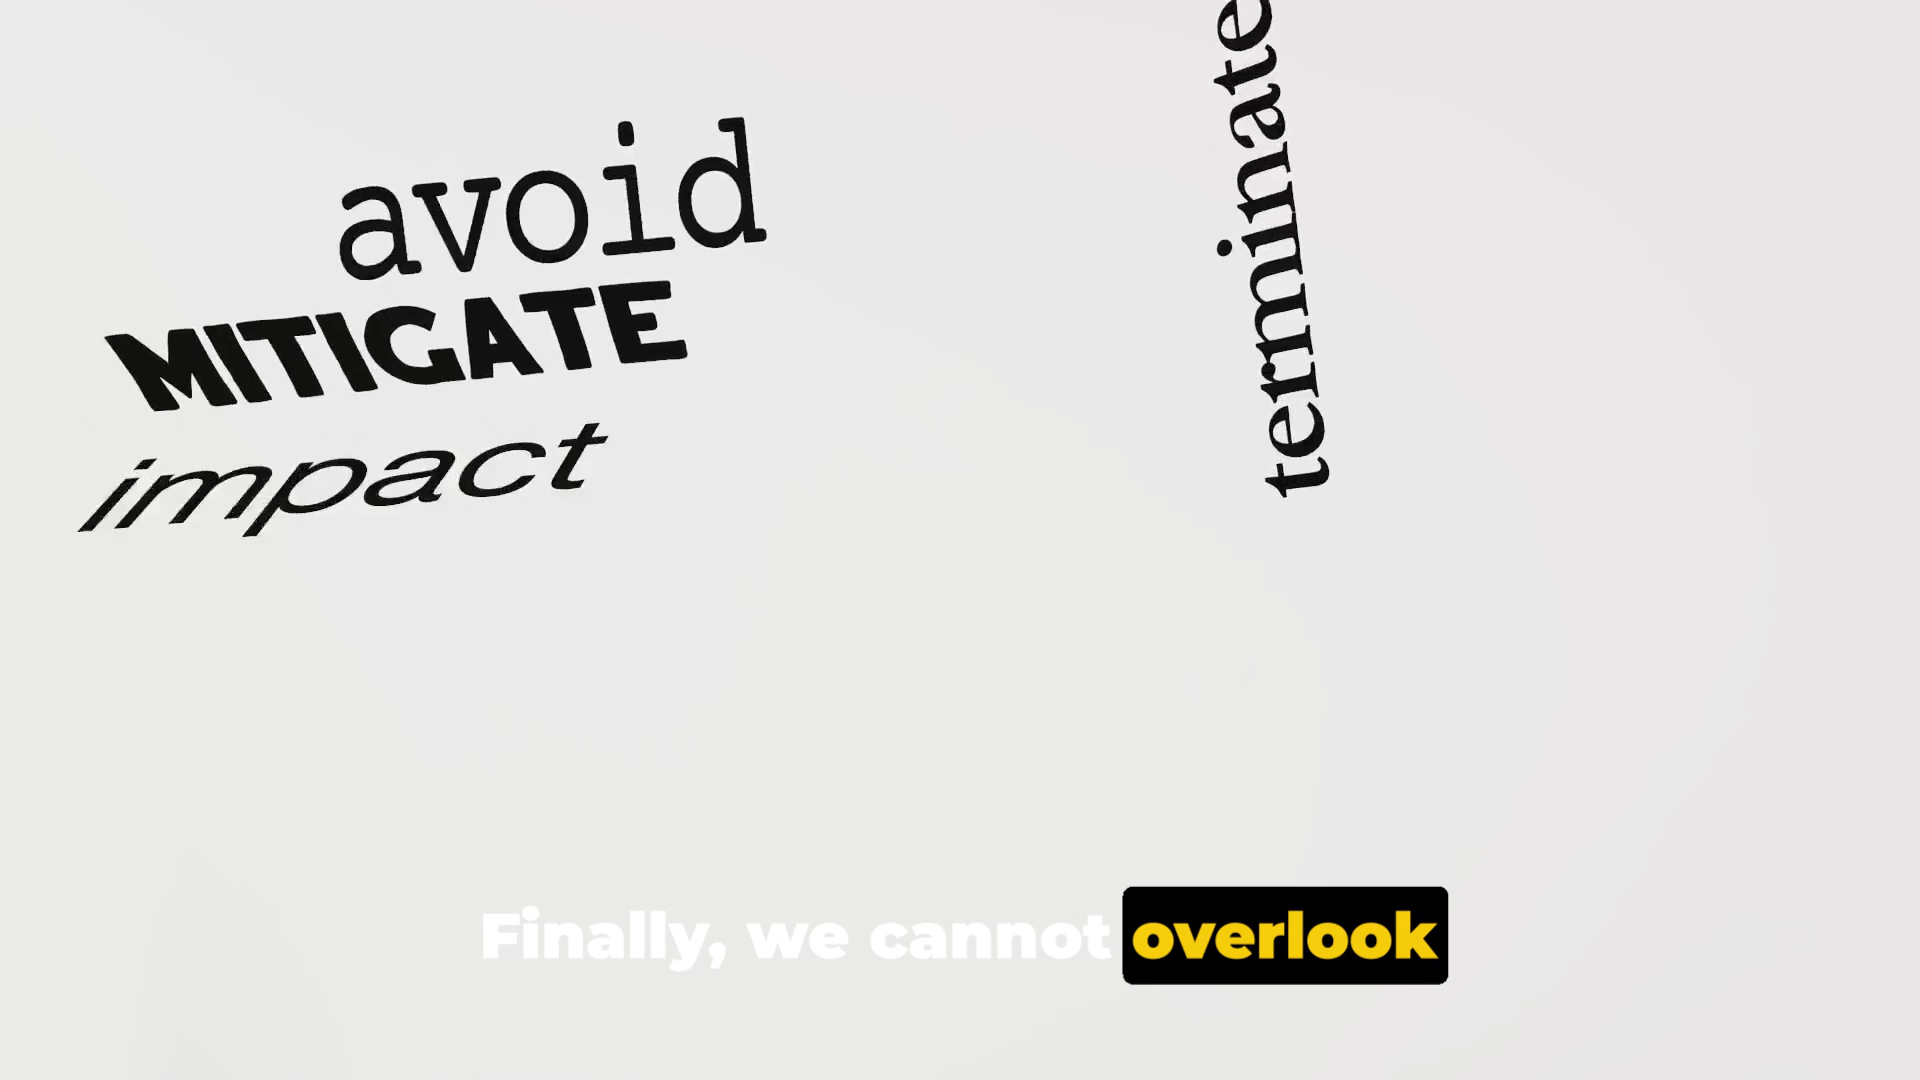 avoid
MITIGATE
impact
terminate
Finally, we cannot overlook